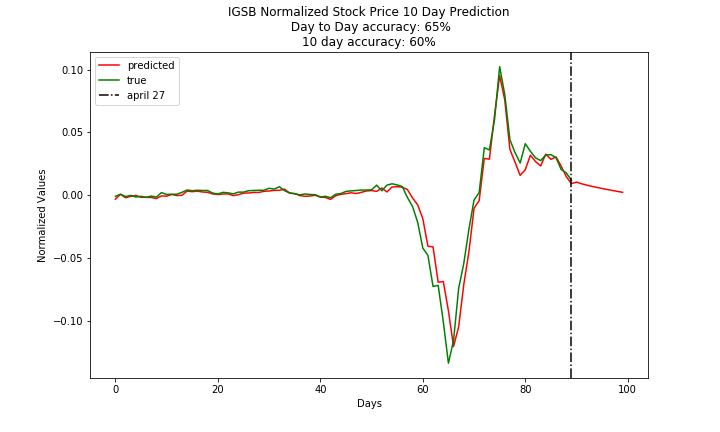 IGSB Normalized Stock Price 10 Day Prediction
Day to Day accuracy: 65%
10 day accuracy: 60%
predicted
true
april 27
0.10
0.05
0.00
−0.05
−0.10
Normalized Values
0 20 40 60 80 100
Days